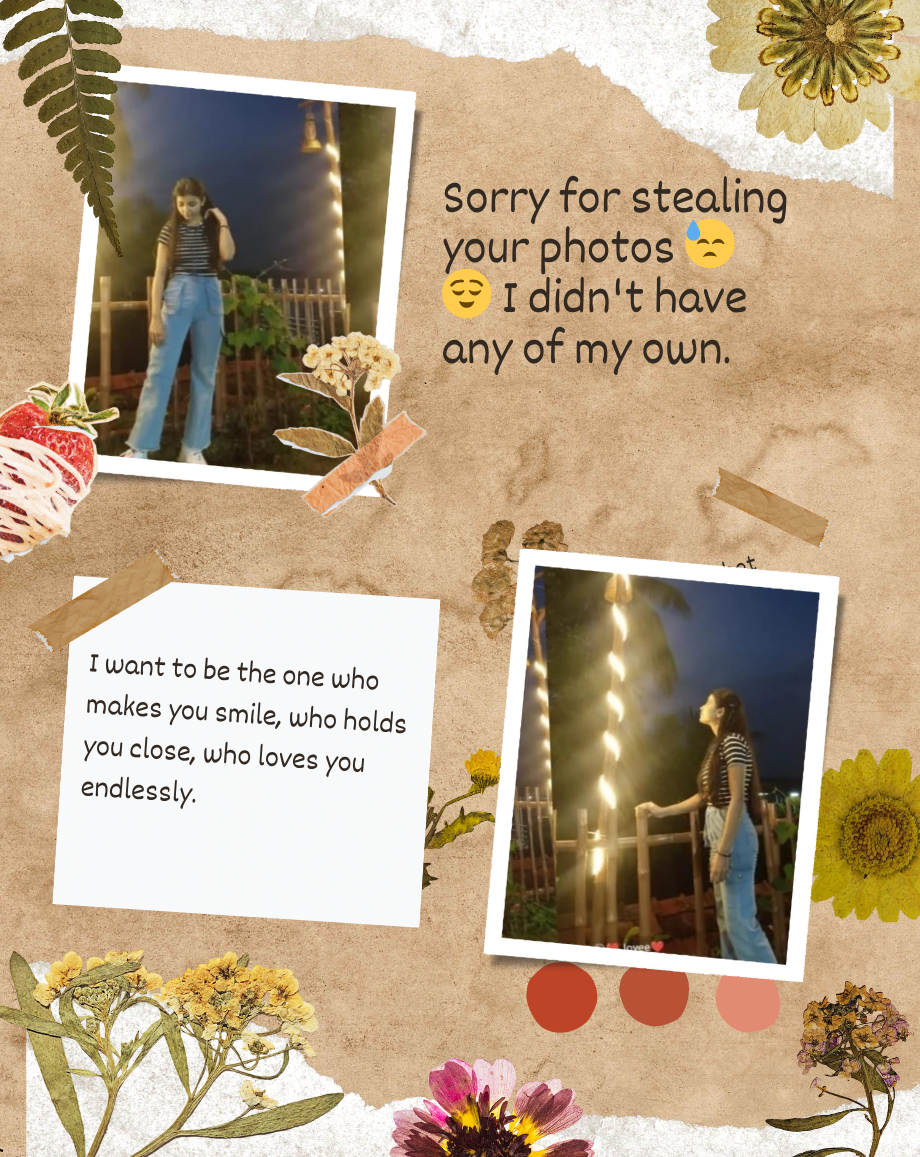 Sorry for stealing
your photos 😓
😌 I didn't have
any of my own.
I want to be the one who
makes you smile, who holds
you close, who loves you
endlessly.
lovee❤️